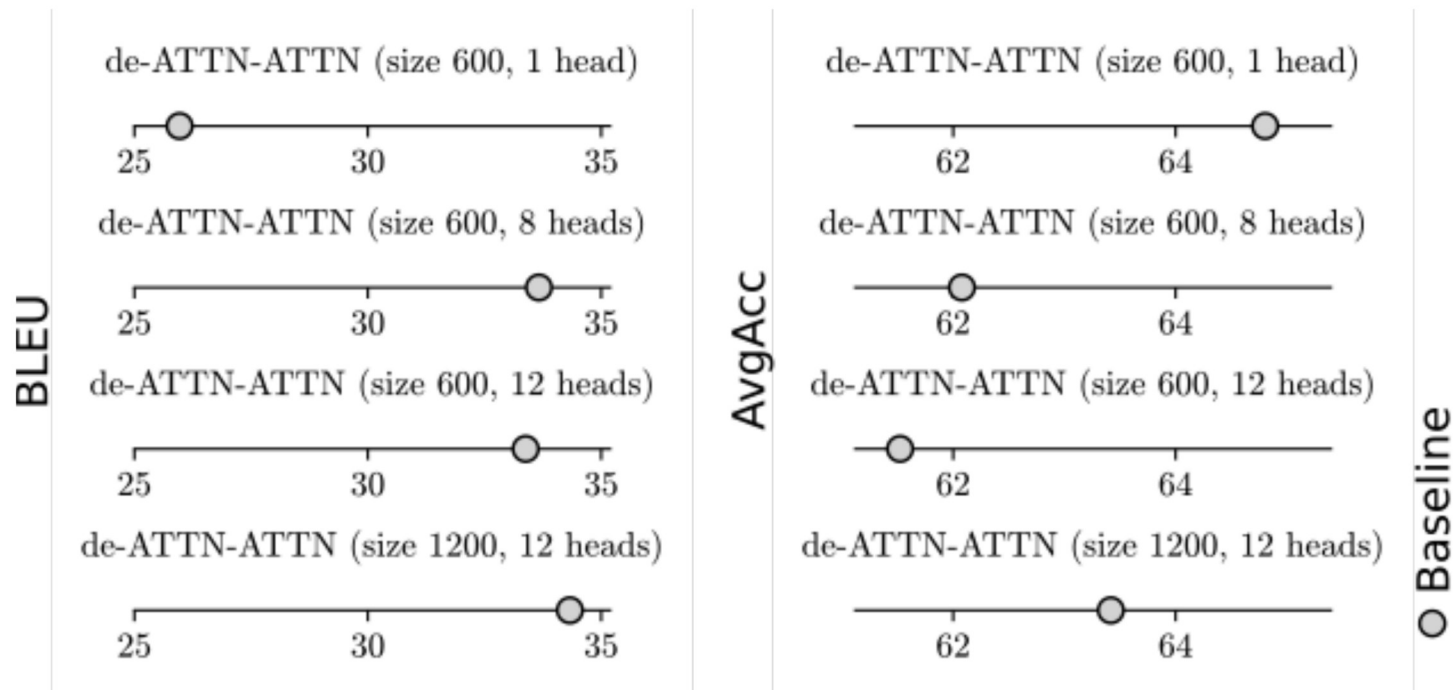 BLEU
de-ATTN-ATTN (size 600, 1 head)
25 30 35
de-ATTN-ATTN (size 600, 8 heads)
25 30 35
de-ATTN-ATTN (size 600, 12 heads)
25 30 35
de-ATTN-ATTN (size 1200, 12 heads)
25 30 35
AvgAcc
de-ATTN-ATTN (size 600, 1 head)
62 64
de-ATTN-ATTN (size 600, 8 heads)
62 64
de-ATTN-ATTN (size 600, 12 heads)
62 64
de-ATTN-ATTN (size 1200, 12 heads)
62 64
Baseline